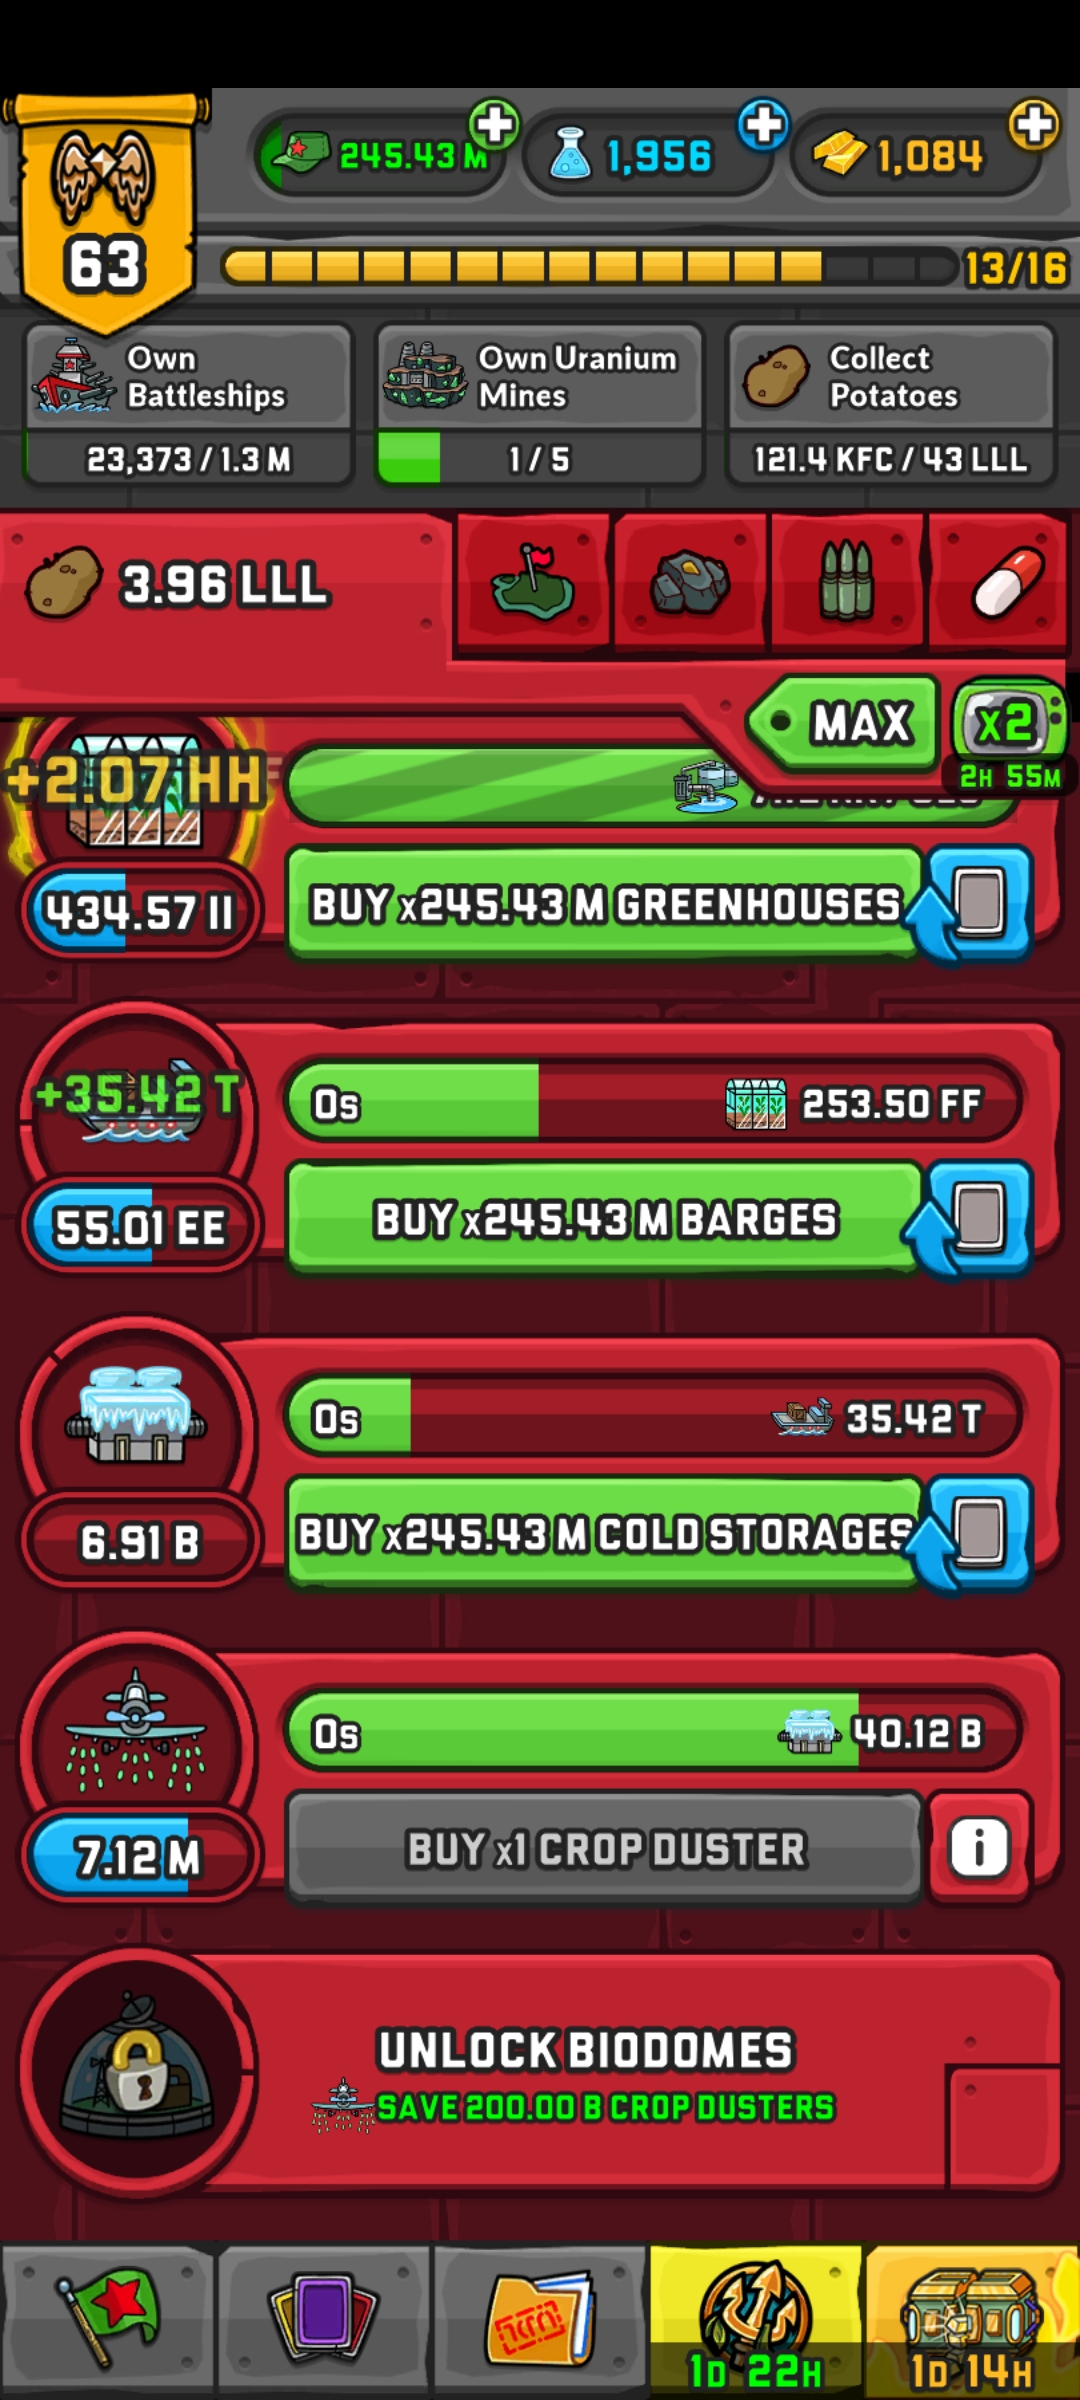 245.43 M
1,956
1,084
63
13/16
Own
Battleships
23,373 / 1.3 M
Own Uranium
Mines
1 / 5
Collect
Potatoes
121.4 KFC / 43 LLL
3.96 LLL
MAX
x2
2H 55M
+2.07 HH
434.57 II
BUY x245.43 M GREENHOUSES
+35.42 T
0s
253.50 FF
55.01 EE
BUY x245.43 M BARGES
0s
35.42 T
6.91 B
BUY x245.43 M COLD STORAGES
0s
40.12 B
7.12 M
BUY x1 CROP DUSTER
i
UNLOCK BIODOMES
SAVE 200.00 B CROP DUSTERS
1D 22H
1D 14H